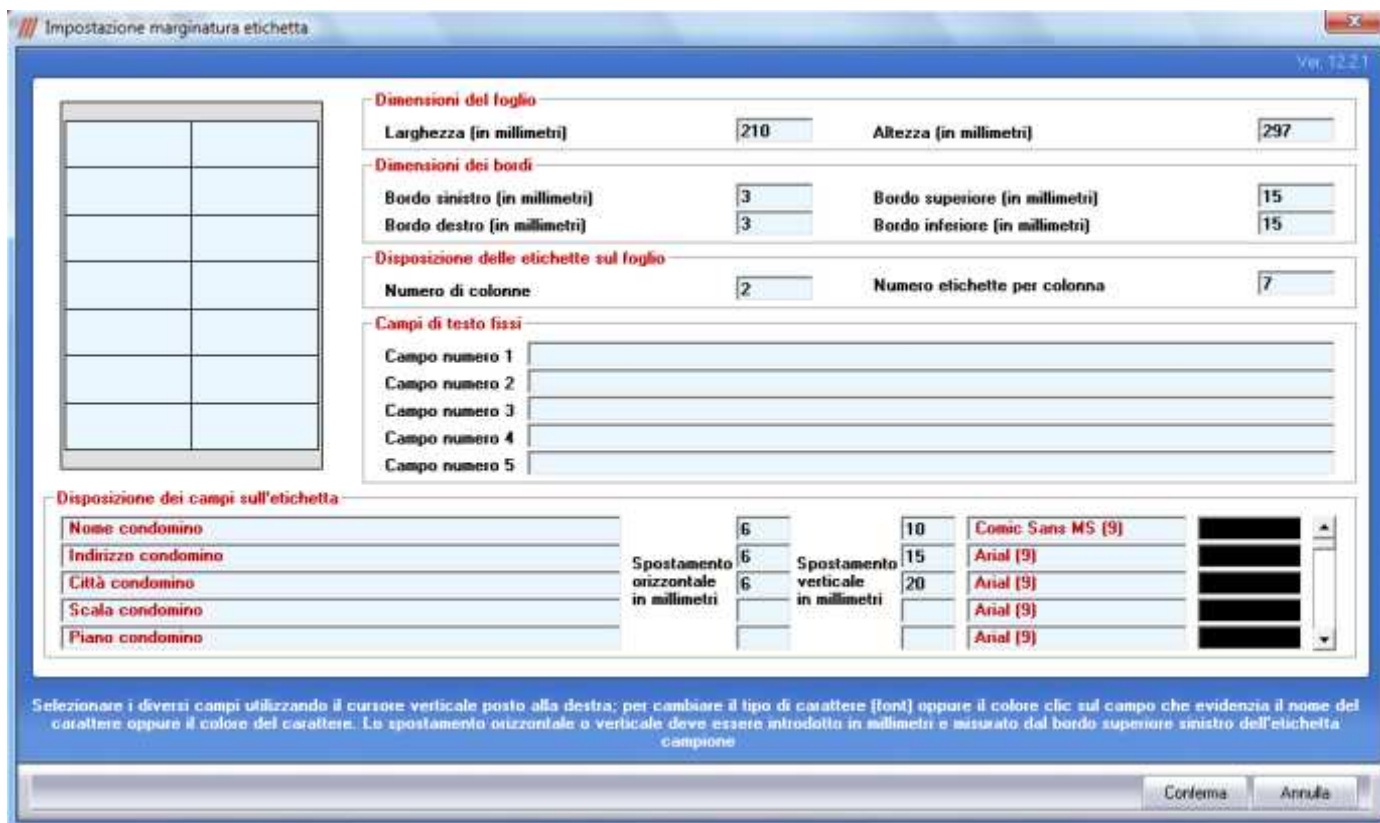 Impostazione marginatura etichetta
Ver. 12.2.1
Dimensioni del foglio
Larghezza (in millimetri) 210 Altezza (in millimetri) 297
Dimensioni dei bordi
Bordo sinistro (in millimetri) 3 Bordo superiore (in millimetri) 15
Bordo destro (in millimetri) 3 Bordo inferiore (in millimetri) 15
Disposizione delle etichette sul foglio
Numero di colonne 2 Numero etichette per colonna 7
Campi di testo fissi
Campo numero 1
Campo numero 2
Campo numero 3
Campo numero 4
Campo numero 5
Disposizione dei campi sull'etichetta
Nome condomino 6 10 Comic Sans MS (9)
Indirizzo condomino 6 15 Arial (9)
Città condomino 6 20 Arial (9)
Scala condomino Arial (9)
Piano condomino Arial (9)
Spostamento
orizzontale
in millimetri
Spostamento
verticale
in millimetri
Selezionare i diversi campi utilizzando il cursore verticale posto alla destra; per cambiare il tipo di carattere (font) oppure il colore clic sul campo che evidenzia il nome del
carattere oppure il colore del carattere. Lo spostamento orizzontale o verticale deve essere introdotto in millimetri e misurato dal bordo superiore sinistro dell'etichetta
campione
Conferma Annulla